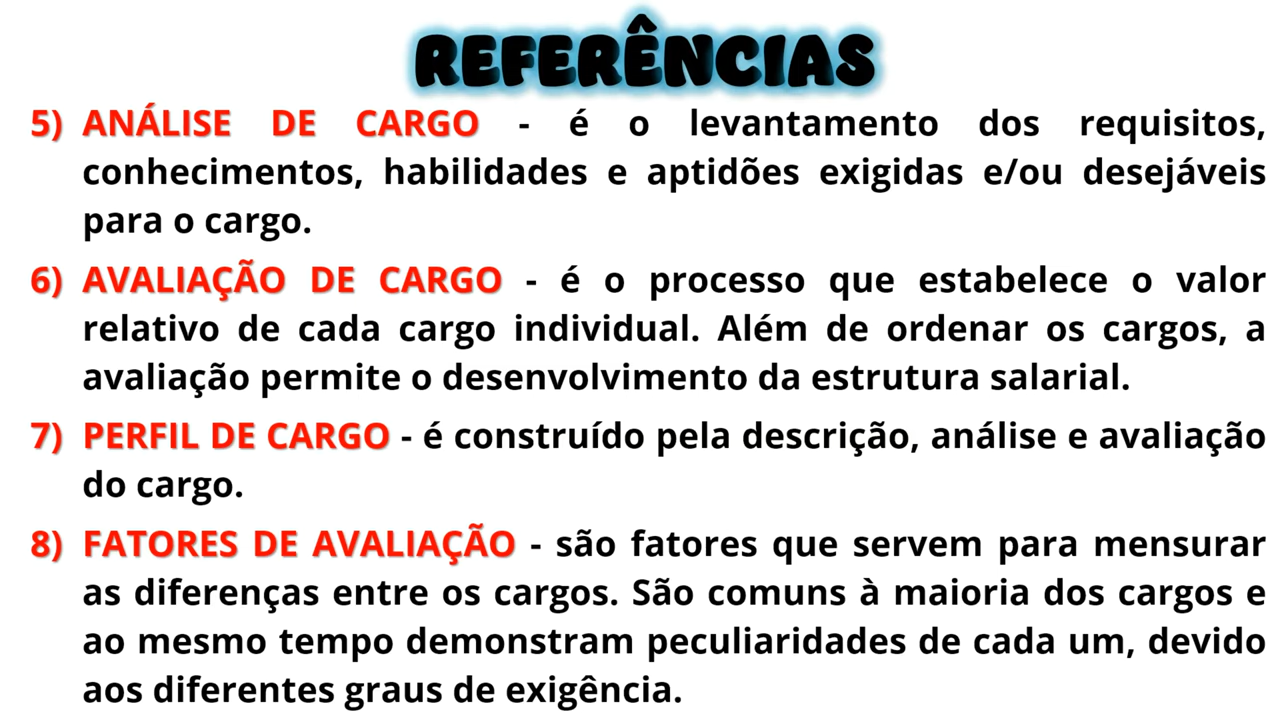 REFERÊNCIAS
5) ANÁLISE DE CARGO - é o levantamento dos requisitos,
conhecimentos, habilidades e aptidões exigidas e/ou desejáveis
para o cargo.
6) AVALIAÇÃO DE CARGO - é o processo que estabelece o valor
relativo de cada cargo individual. Além de ordenar os cargos, a
avaliação permite o desenvolvimento da estrutura salarial.
7) PERFIL DE CARGO - é construído pela descrição, análise e avaliação
do cargo.
8) FATORES DE AVALIAÇÃO - são fatores que servem para mensurar
as diferenças entre os cargos. São comuns à maioria dos cargos e
ao mesmo tempo demonstram peculiaridades de cada um, devido
aos diferentes graus de exigência.